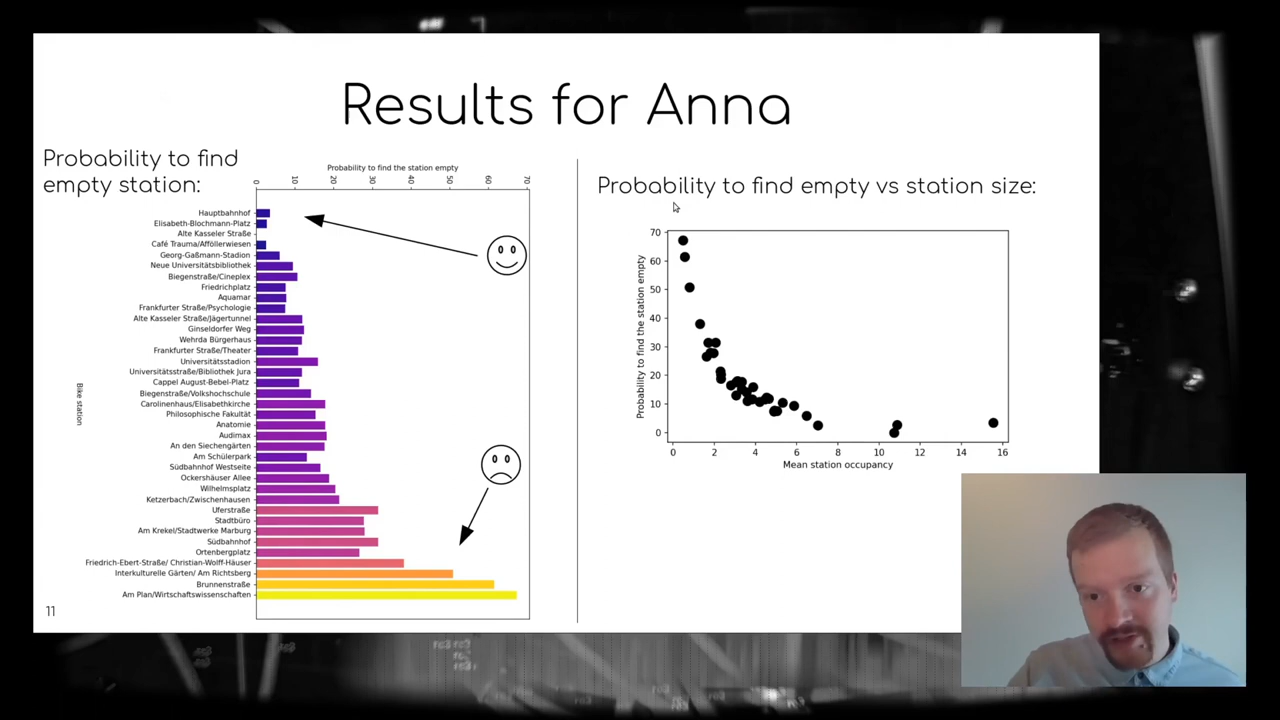 Results for Anna
Probability to find
empty station:
Probability to find the station empty
0 10 20 30 40 50 60 70
Bike station
Hauptbahnhof
Elisabeth-Blochmann-Platz
Alte Kasseler Straße
Café Trauma/Afföllerwiesen
Georg-Gaßmann-Stadion
Neue Universitätsbibliothek
Biegenstraße/Cineplex
Friedrichplatz
Aquamar
Frankfurter Straße/Psychologie
Alte Kasseler Straße/Jägertunnel
Ginseldorfer Weg
Wehrda Bürgerhaus
Frankfurter Straße/Theater
Universitätsstadion
Universitätsstraße/Bibliothek Jura
Cappel August-Bebel-Platz
Biegenstraße/Volkshochschule
Carolinenhaus/Elisabethkirche
Philosophische Fakultät
Anatomie
Audimax
An den Siechengärten
Am Schülerpark
Südbahnhof Westseite
Ockershäuser Allee
Wilhelmsplatz
Ketzerbach/Zwischenhausen
Uferstraße
Stadtbüro
Am Krekel/Stadtwerke Marburg
Südbahnhof
Ortenbergplatz
Friedrich-Ebert-Straße/ Christian-Wolff-Häuser
Interkulturelle Gärten/ Am Richtsberg
Brunnenstraße
Am Plan/Wirtschaftswissenschaften
11
Probability to find empty vs station size:
Probability to find the station empty
70
60
50
40
30
20
10
0
0 2 4 6 8 10 12 14 16
Mean station occupancy